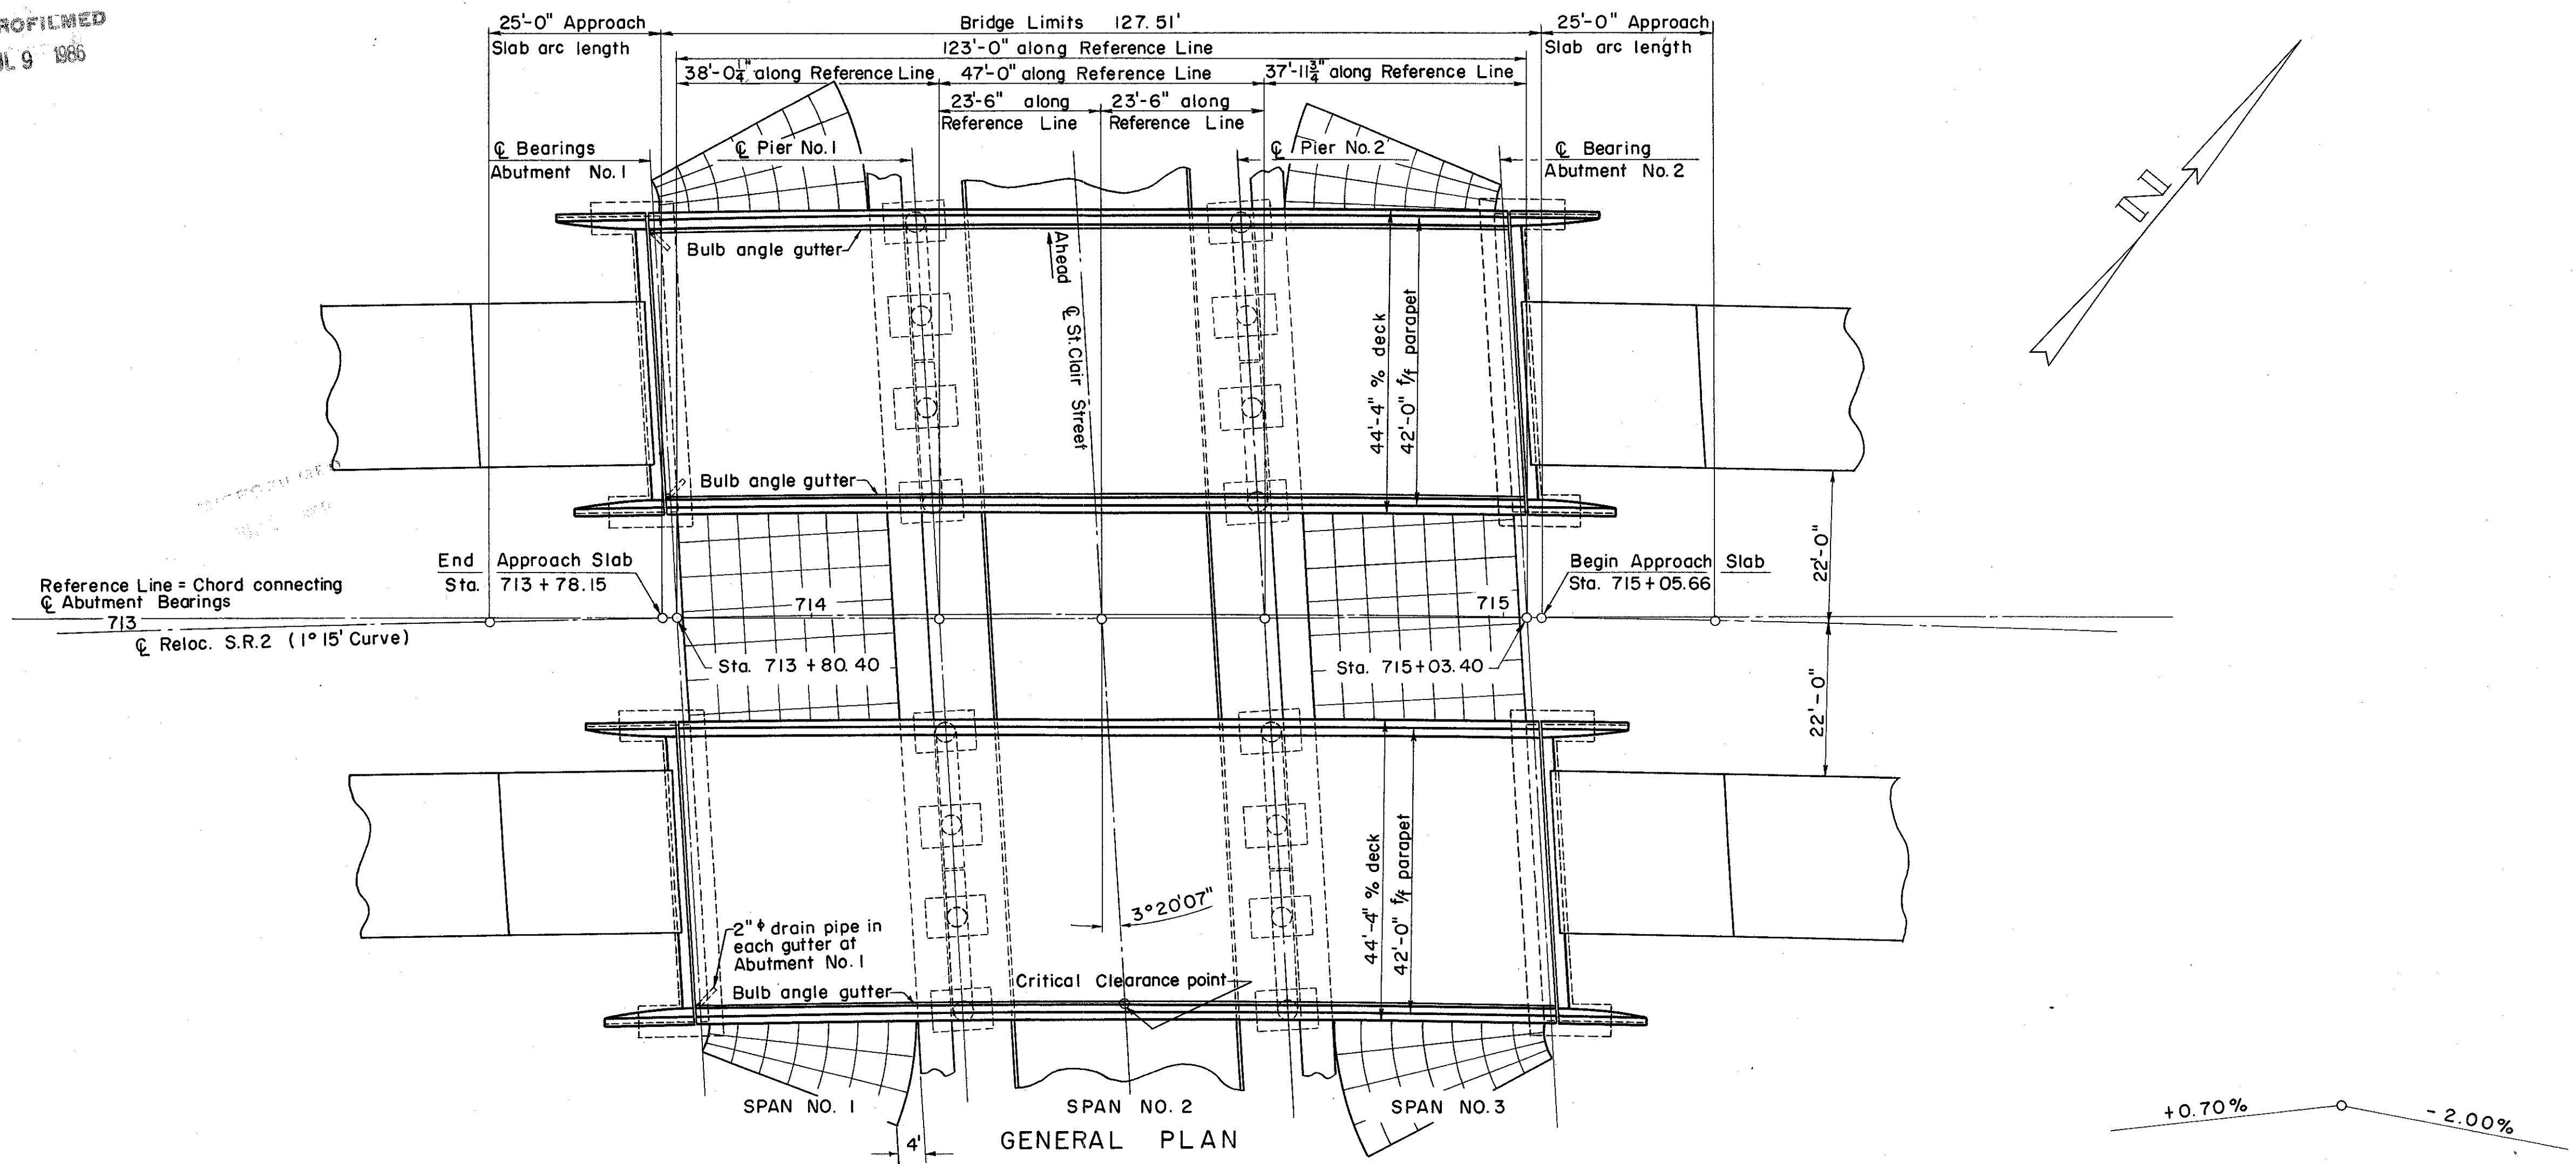 ROFILMED
L 9 1986
25'-0" Approach
Slab arc length
Bridge Limits 127.51'
25'-0" Approach
Slab arc length
123'-0" along Reference Line
38'-0¼" along Reference Line
47'-0" along Reference Line
37'-11¾" along Reference Line
23'-6" along
Reference Line
23'-6" along
Reference Line
℄ Bearings
Abutment No. 1
℄ Pier No. 1
℄ Pier No. 2
℄ Bearing
Abutment No. 2
N
Bulb angle gutter
Ahead
℄ St. Clair Street
44'-4" % deck
42'-0" f/f parapet
Bulb angle gutter
End Approach Slab
Sta. 713 + 78.15
Begin Approach Slab
Sta. 715 + 05.66
22'-0"
Reference Line = Chord connecting
℄ Abutment Bearings
713
714
715
℄ Reloc. S.R.2 (1° 15' Curve)
Sta. 713 + 80.40
Sta. 715 + 03.40
22'-0"
44'-4" % deck
42'-0" f/f parapet
3°20'07"
2" ɸ drain pipe in
each gutter at
Abutment No. 1
Bulb angle gutter
Critical Clearance point
SPAN NO. 1
SPAN NO. 2
SPAN NO. 3
4'
GENERAL PLAN
+0.70%
-2.00%